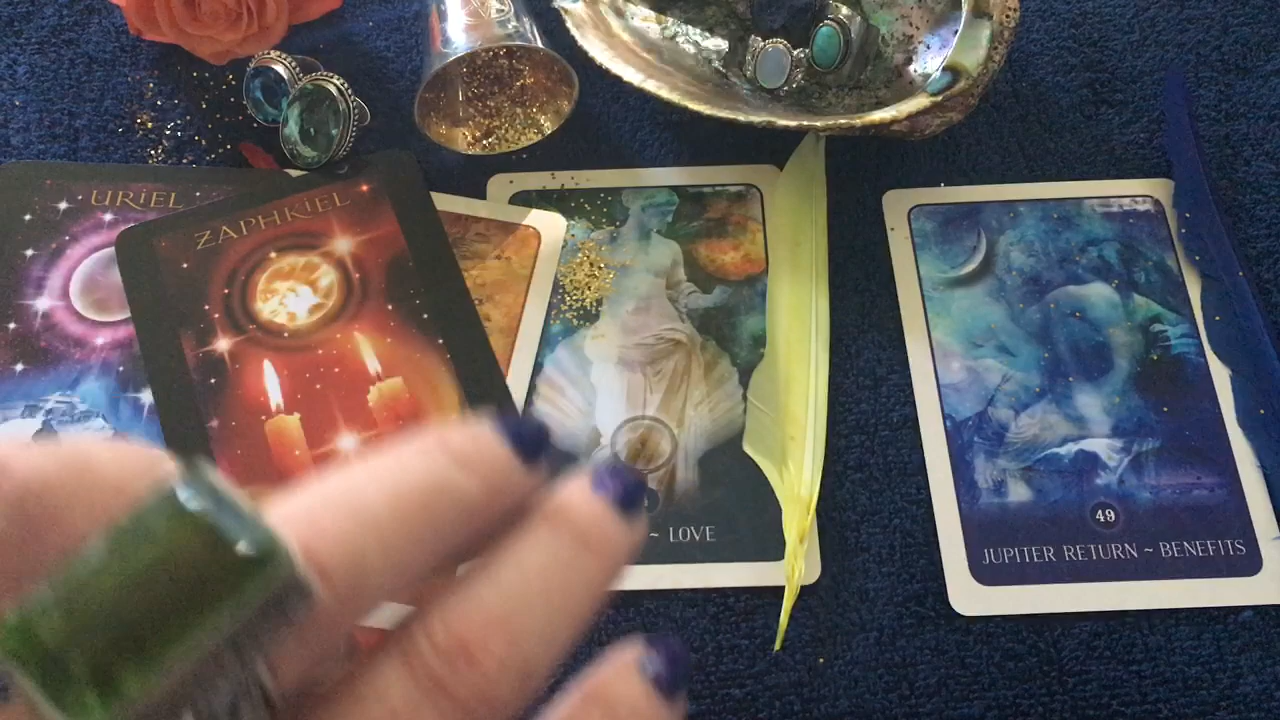 URiEL
ZAPHKiEL
~ LOVE
49
JUPITER RETURN ~ BENEFITS